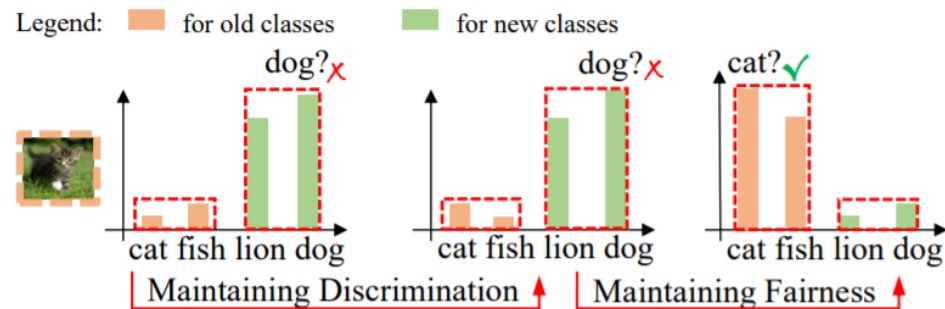 Legend: for old classes for new classes
dog?✗ dog?✗ cat?✓
cat fish lion dog cat fish lion dog cat fish lion dog
Maintaining Discrimination Maintaining Fairness